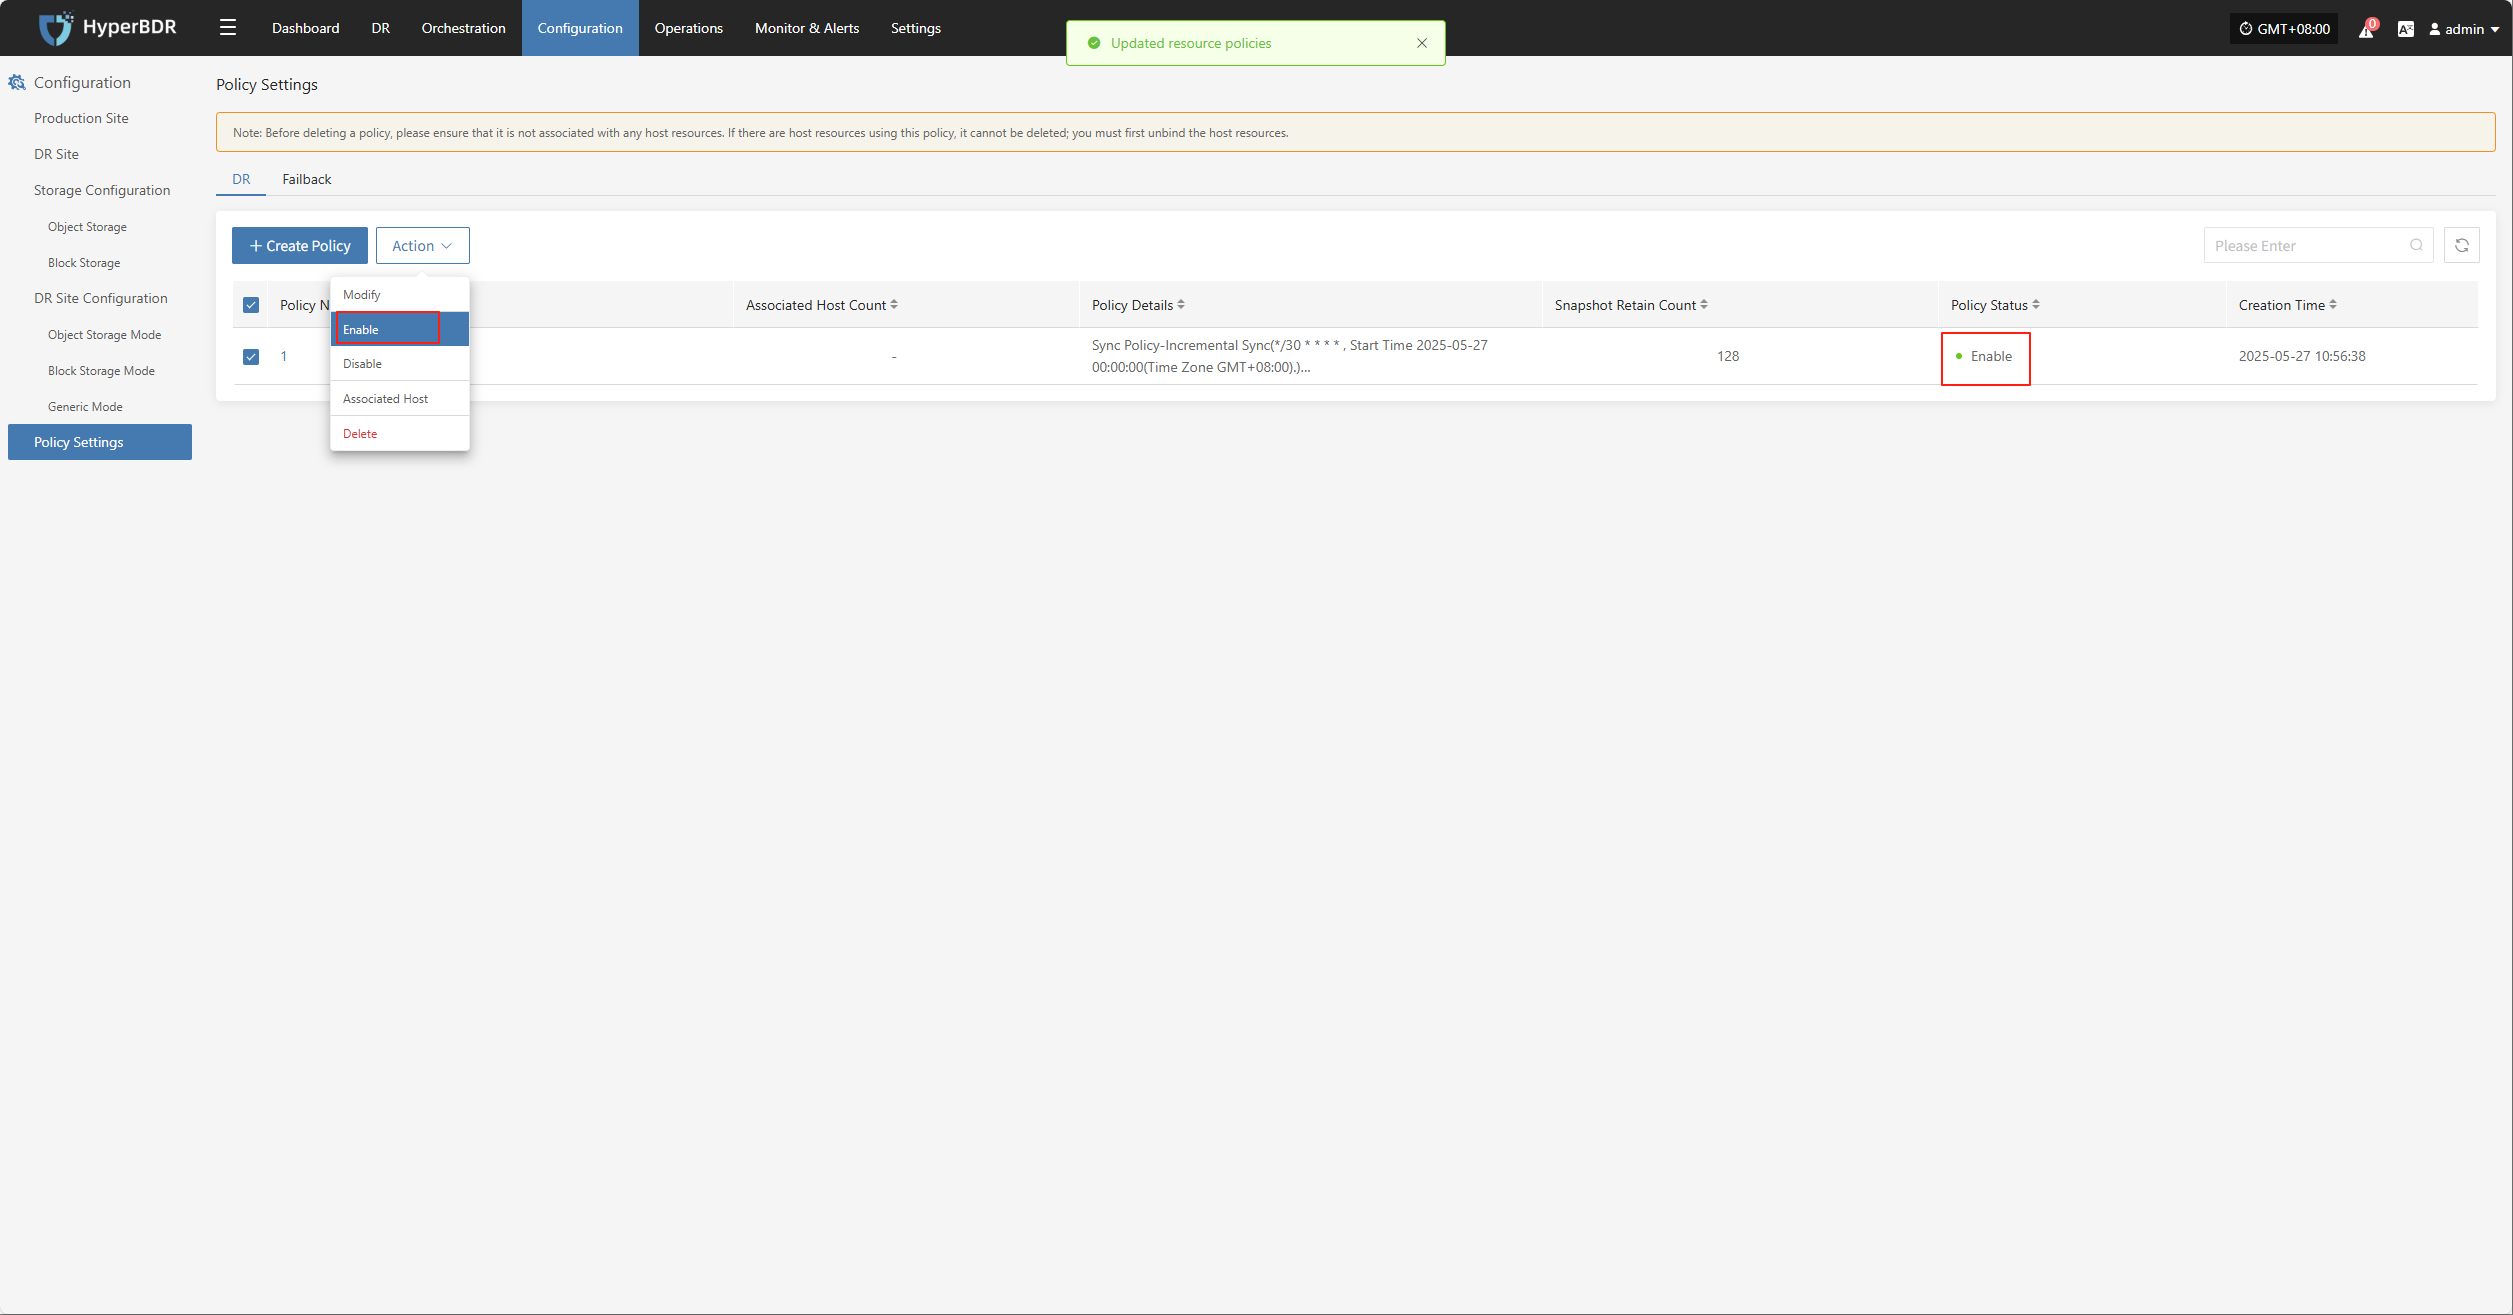 HyperBDR
Dashboard
DR
Orchestration
Configuration
Operations
Monitor & Alerts
Settings
Updated resource policies
GMT+08:00
0
admin
Configuration
Production Site
DR Site
Storage Configuration
Object Storage
Block Storage
DR Site Configuration
Object Storage Mode
Block Storage Mode
Generic Mode
Policy Settings
Policy Settings
Note: Before deleting a policy, please ensure that it is not associated with any host resources. If there are host resources using this policy, it cannot be deleted; you must first unbind the host resources.
DR
Failback
Create Policy
Action
Please Enter
Modify
Enable
Disable
Associated Host
Delete
Policy N
Associated Host Count
Policy Details
Snapshot Retain Count
Policy Status
Creation Time
1
-
Sync Policy-Incremental Sync(*/30 * * * * , Start Time 2025-05-27
00:00:00(Time Zone GMT+08:00).)...
128
Enable
2025-05-27 10:56:38